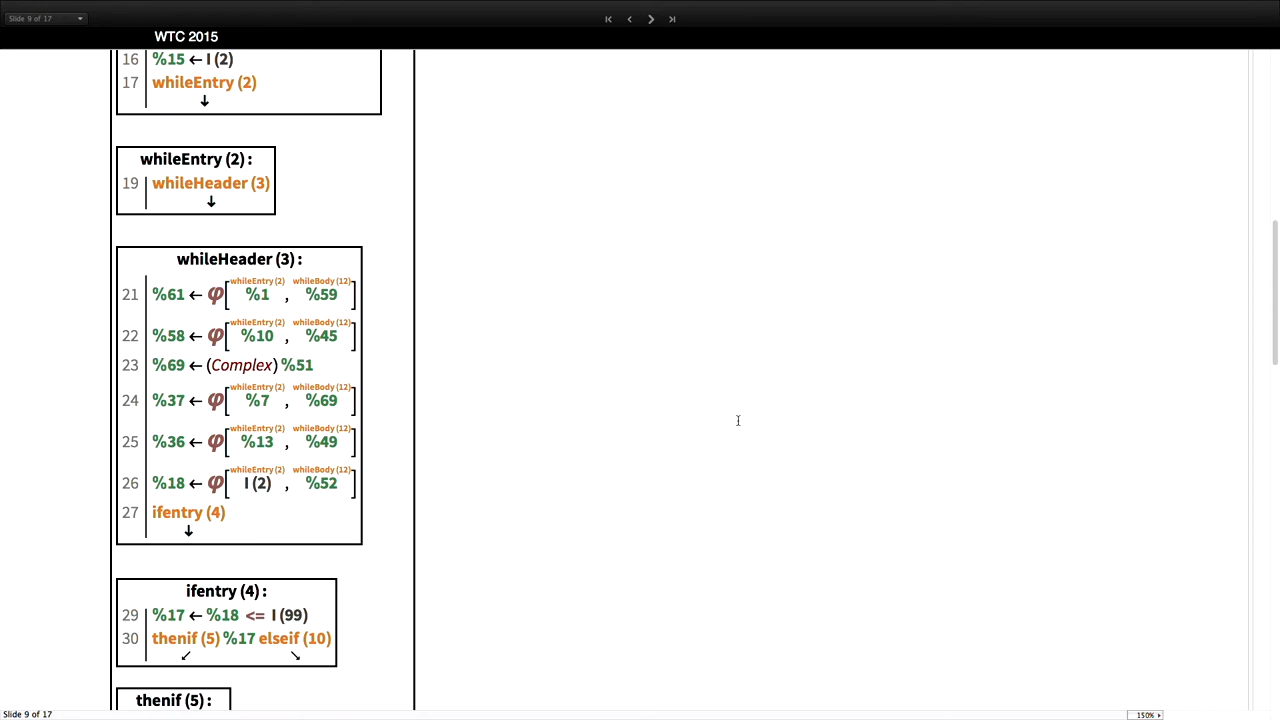 Slide 9 of 17
WTC 2015
16 %15 ← I (2)
17 whileEntry (2)
↓
whileEntry (2) :
19 whileHeader (3)
↓
whileHeader (3) :
whileEntry (2) whileBody (12)
21 %61 ← φ[ %1 , %59 ]
whileEntry (2) whileBody (12)
22 %58 ← φ[ %10 , %45 ]
23 %69 ← (Complex) %51
whileEntry (2) whileBody (12)
24 %37 ← φ[ %7 , %69 ]
whileEntry (2) whileBody (12)
25 %36 ← φ[ %13 , %49 ]
whileEntry (2) whileBody (12)
26 %18 ← φ[ I (2) , %52 ]
27 ifentry (4)
↓
ifentry (4) :
29 %17 ← %18 <= I (99)
30 thenif (5) %17 elseif (10)
↙ ↘
thenif (5) :
Slide 9 of 17
150%